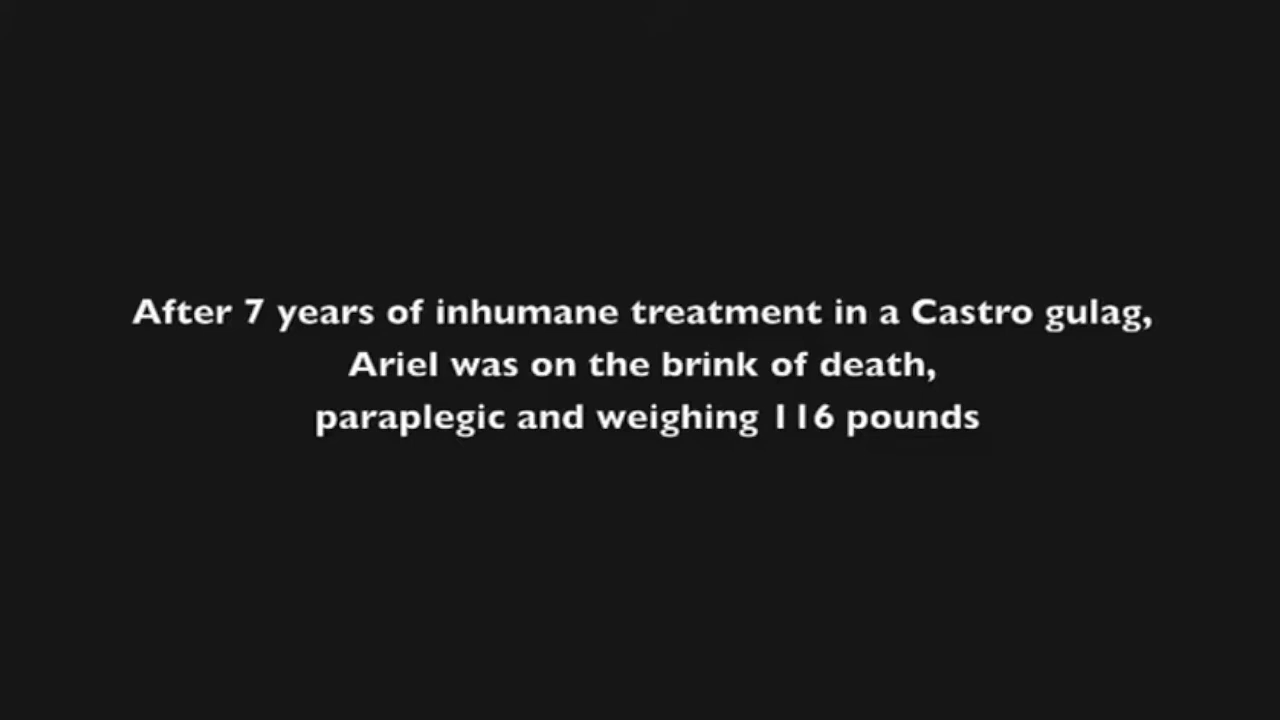 After 7 years of inhumane treatment in a Castro gulag,
Ariel was on the brink of death,
paraplegic and weighing 116 pounds